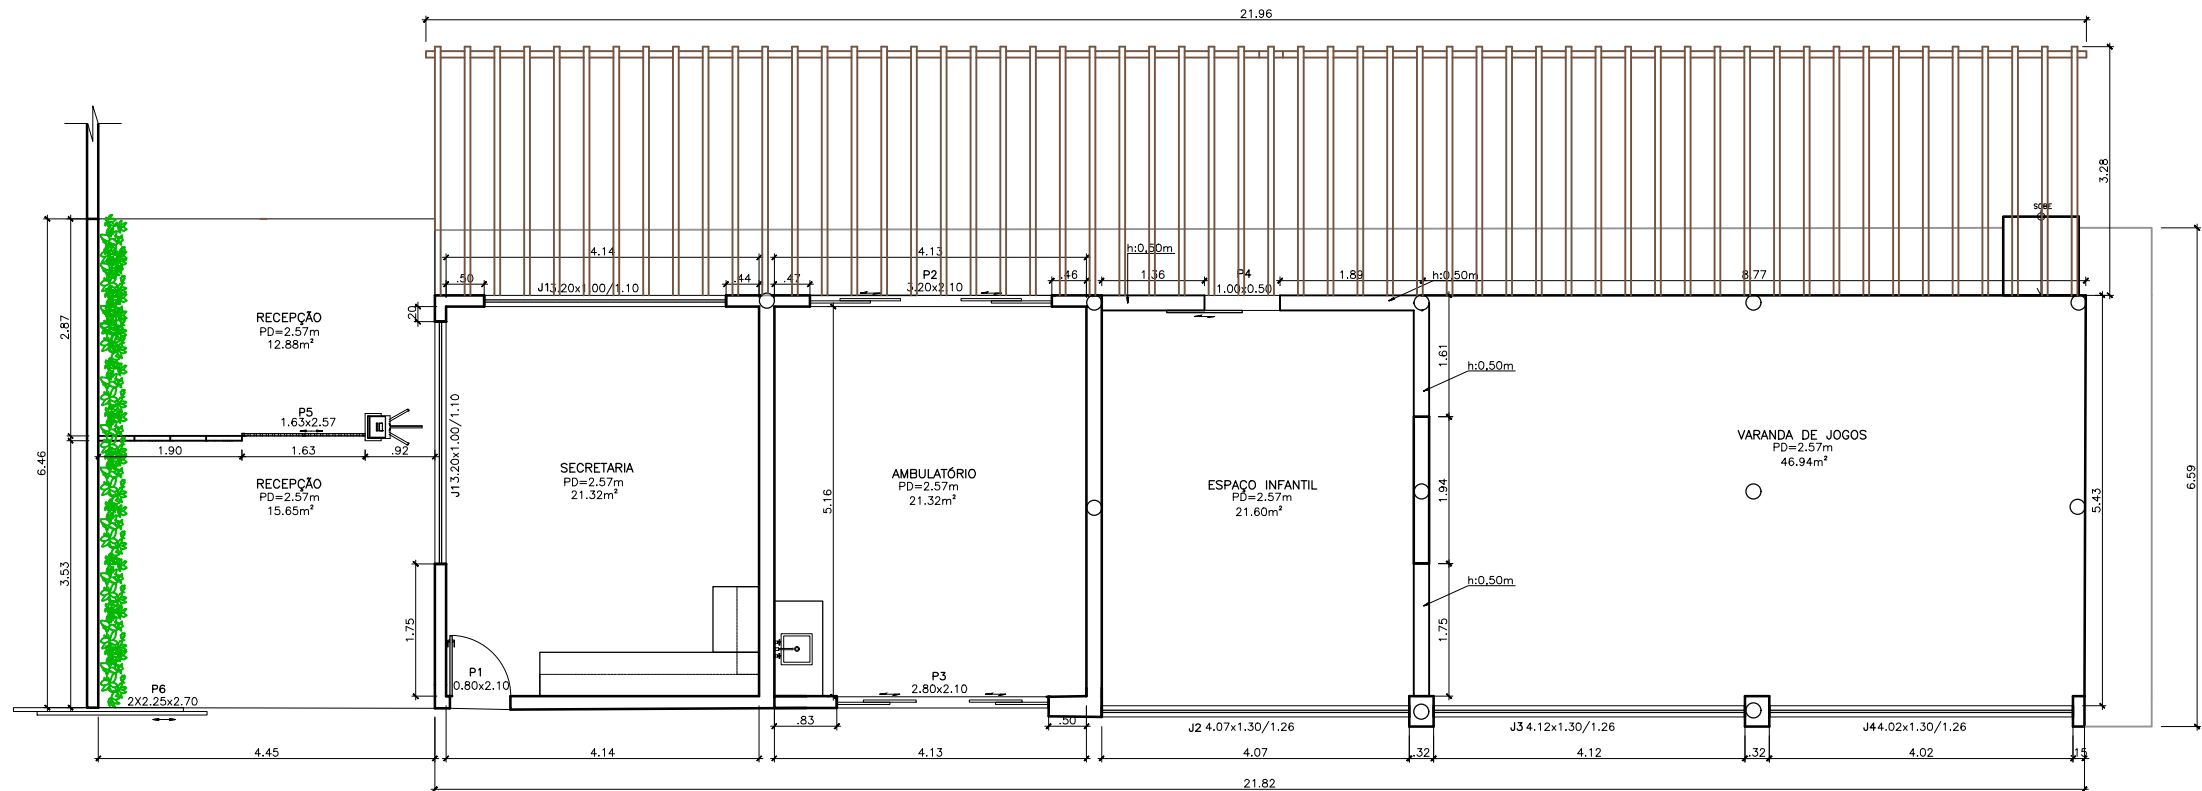 21.96
3.28
SOBE
6.46
2.87
3.53
4.14
4.13
h:0,50m
.50
.44
.47
.46
P2
3.20x2.10
J1 3.20x1.00/1.10
1.36
P4
1.00x0.50
1.89
h:0,50m
8.77
.20
RECEPÇÃO
PD=2.57m
12.88m²
1.61
h:0,50m
P5
1.63x2.57
1.90
1.63
.92
J1 3.20x1.00/1.10
RECEPÇÃO
PD=2.57m
15.65m²
SECRETARIA
PD=2.57m
21.32m²
5.16
AMBULATÓRIO
PD=2.57m
21.32m²
ESPAÇO INFANTIL
PD=2.57m
21.60m²
1.94
VARANDA DE JOGOS
PD=2.57m
46.94m²
5.43
6.59
1.75
h:0,50m
1.75
P1
0.80x2.10
P3
2.80x2.10
P6
2X2.25x2.70
.83
.50
J2 4.07x1.30/1.26
J3 4.12x1.30/1.26
J4 4.02x1.30/1.26
4.45
4.14
4.13
4.07
.32
4.12
.32
4.02
.15
21.82